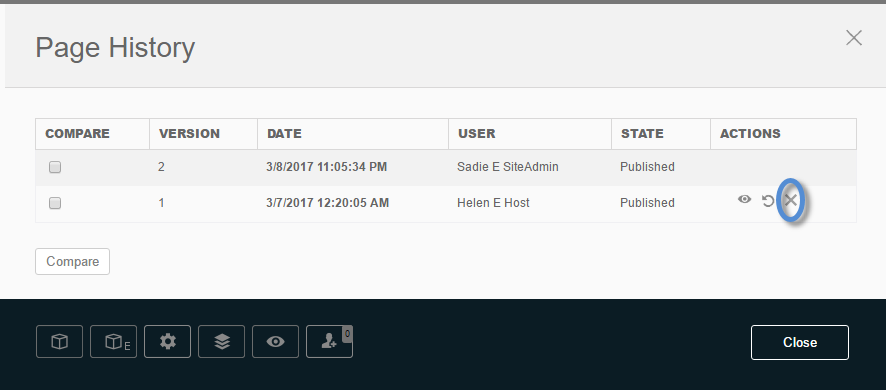 Page History
COMPARE VERSION DATE USER STATE ACTIONS
2 3/8/2017 11:05:34 PM Sadie E SiteAdmin Published
1 3/7/2017 12:20:05 AM Helen E Host Published
Compare
E 0 Close